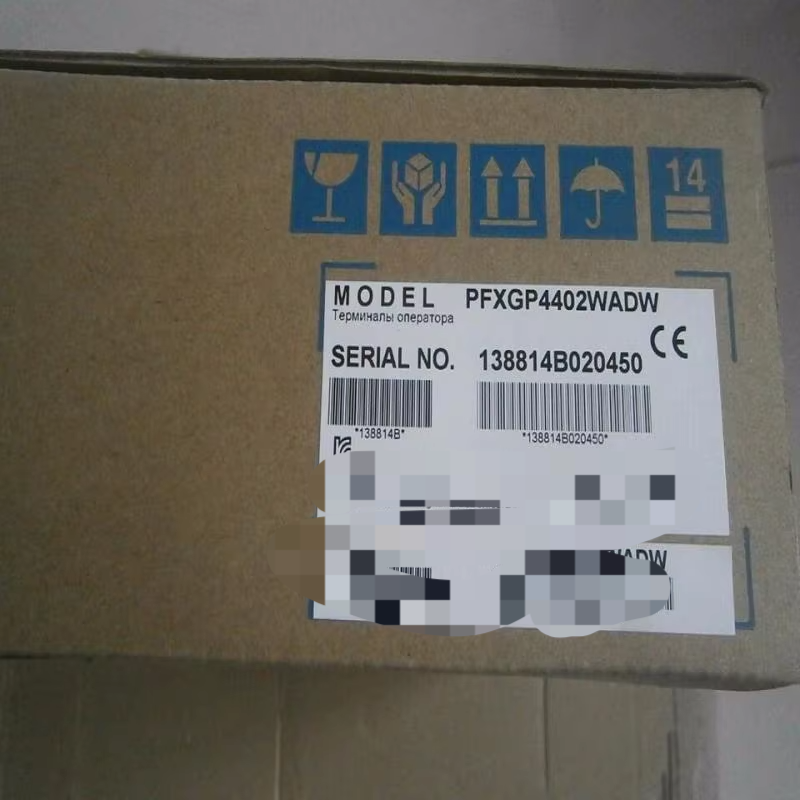 14
MODEL PFXGP4402WADW
Терминалы оператора
CE
SERIAL NO. 138814B020450
*138814B* *138814B020450*
WADW